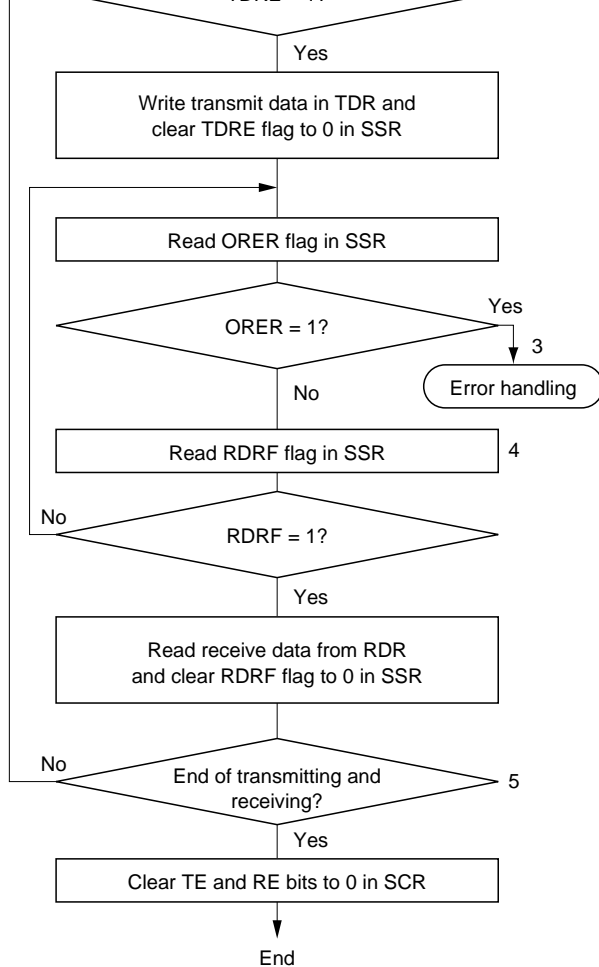 Yes
Write transmit data in TDR and
clear TDRE flag to 0 in SSR
Read ORER flag in SSR
Yes
ORER = 1?
3
Error handling
No
Read RDRF flag in SSR
4
No
RDRF = 1?
Yes
Read receive data from RDR
and clear RDRF flag to 0 in SSR
No
End of transmitting and
receiving?
5
Yes
Clear TE and RE bits to 0 in SCR
End